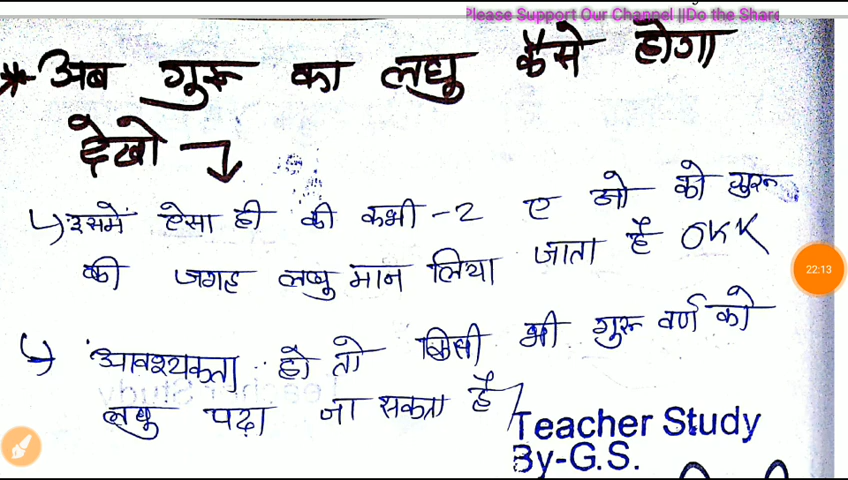 Please Support Our Channel ||Do the Share
* अब गुरू का लघु कैसे होगा
देखो
इसमें ऐसा ही की कभी-2 ए ओ को गुरू
की जगह लघु मान लिया जाता है OKK
22:13
आवश्यकता हो तो किसी भी गुरू वर्ण को
लघु पढ़ा जा सकता है
Teacher Study
By-G.S.